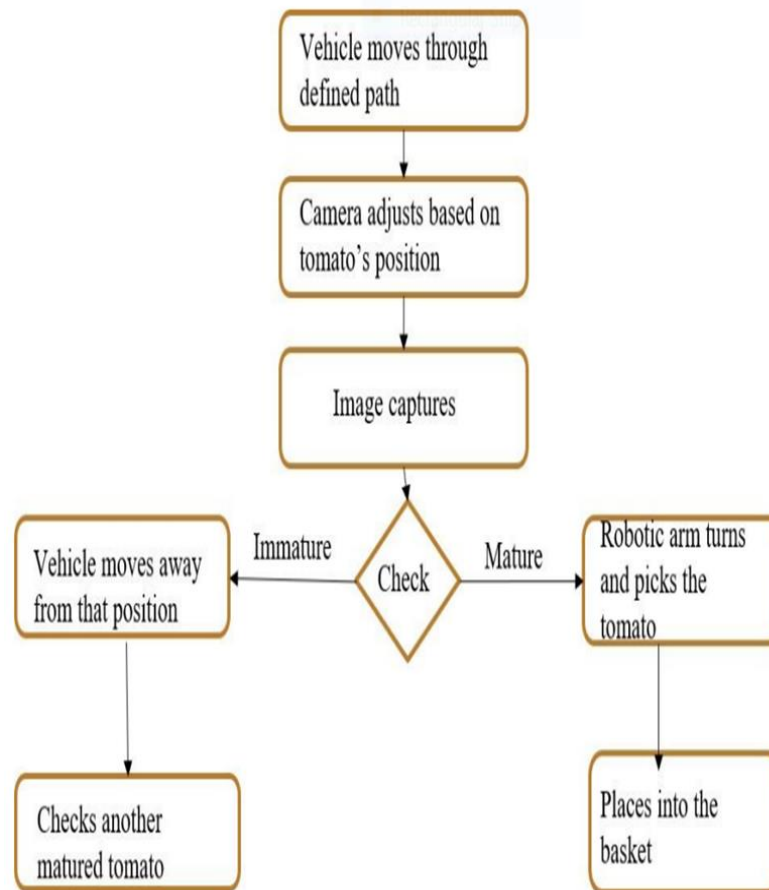 Vehicle moves through
defined path
Camera adjusts based on
tomato’s position
Image captures
Check
Immature
Mature
Vehicle moves away
from that position
Robotic arm turns
and picks the
tomato
Checks another
matured tomato
Places into the
basket